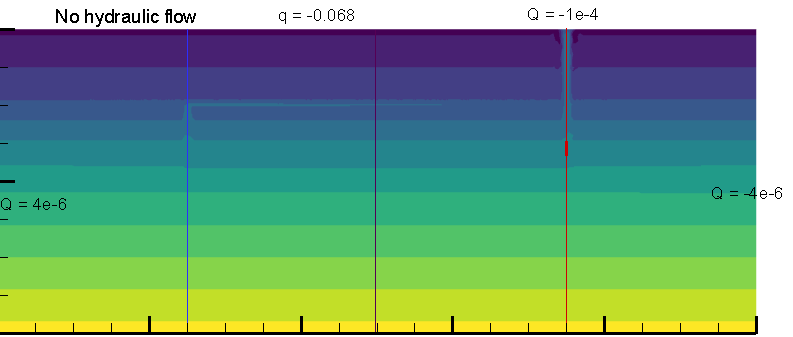 No hydraulic flow
q = -0.068
Q = -1e-4
Q = 4e-6
Q = -4e-6